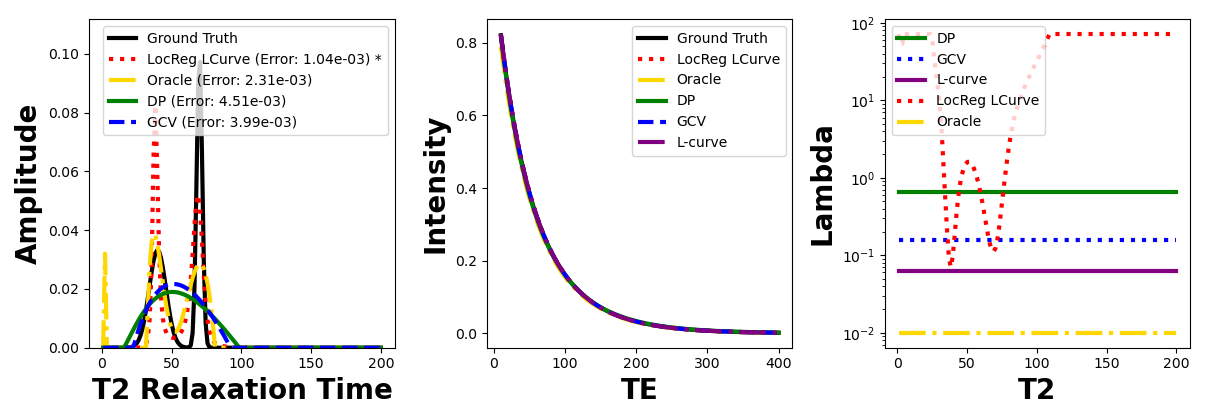 Amplitude
0.10
0.08
0.06
0.04
0.02
0.00
0
50
100
150
200
T2 Relaxation Time
Ground Truth
LocReg LCurve (Error: 1.04e-03) *
Oracle (Error: 2.31e-03)
DP (Error: 4.51e-03)
GCV (Error: 3.99e-03)
Intensity
0.8
0.6
0.4
0.2
0.0
0
100
200
300
400
TE
Ground Truth
LocReg LCurve
Oracle
DP
GCV
L-curve
Lambda
10²
10¹
10⁰
10⁻¹
10⁻²
0
50
100
150
200
T2
DP
GCV
L-curve
LocReg LCurve
Oracle